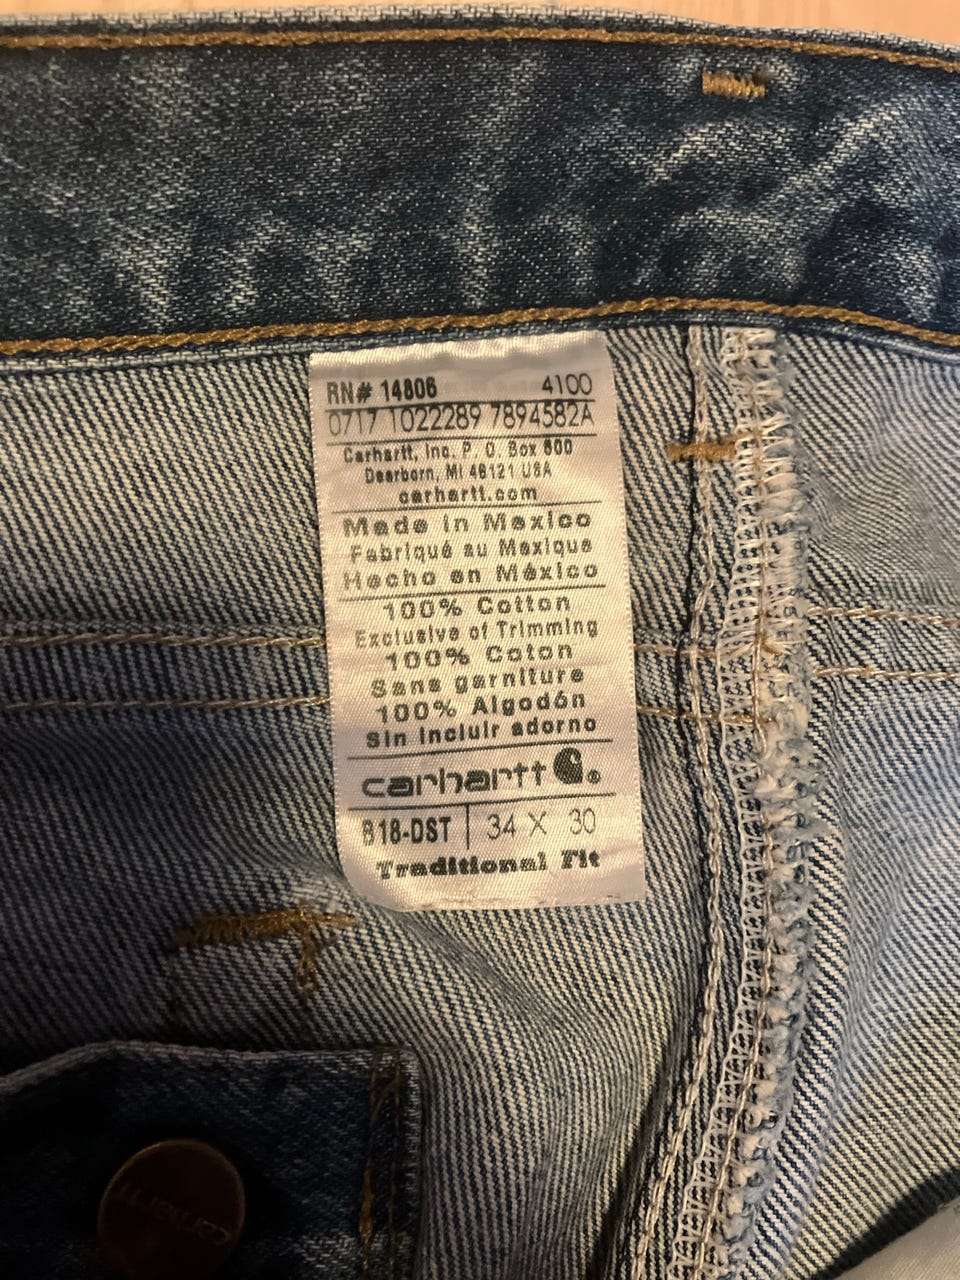 RN# 14806 4100
0717 1022289 7894582A
Carhartt, Inc. P. O. Box 600
Dearborn, MI 48121 USA
carhartt.com
Made in Mexico
Fabriqué au Mexique
Hecho en México
100% Cotton
Exclusive of Trimming
100% Coton
Sans garniture
100% Algodón
Sin incluir adorno
carhartt ®
B18-DST | 34 X 30
Traditional Fit
carhartt